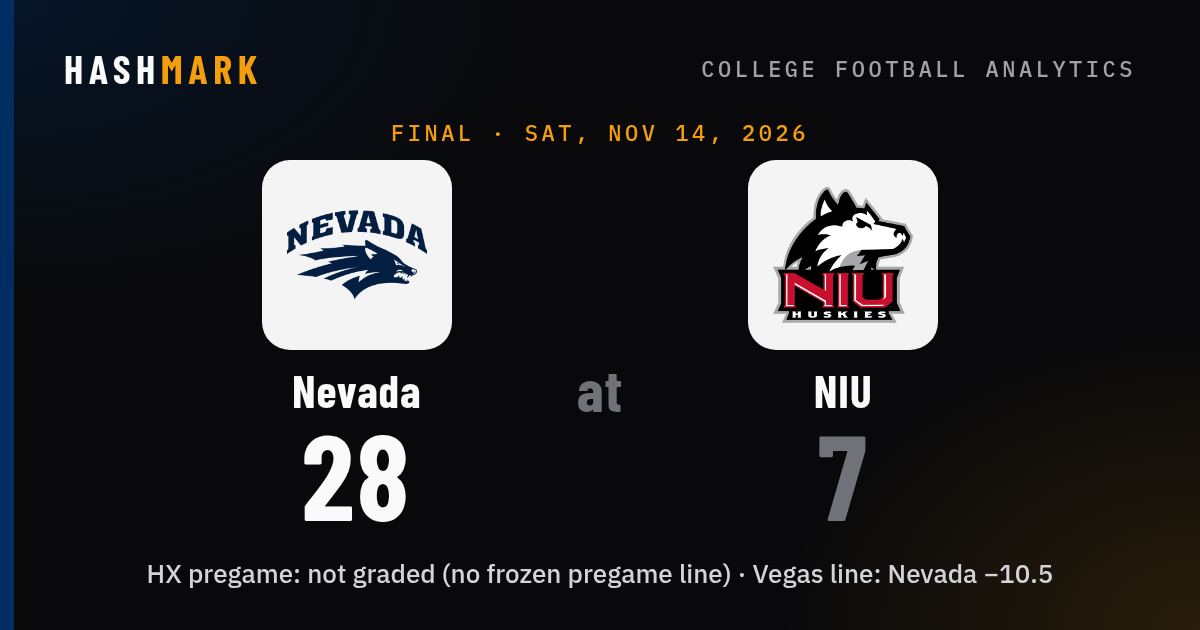 HASHMARK
COLLEGE FOOTBALL ANALYTICS
FINAL · SAT, NOV 14, 2026
NEVADA
NIU
HUSKIES
Nevada
at
NIU
28
7
HX pregame: not graded (no frozen pregame line) · Vegas line: Nevada −10.5